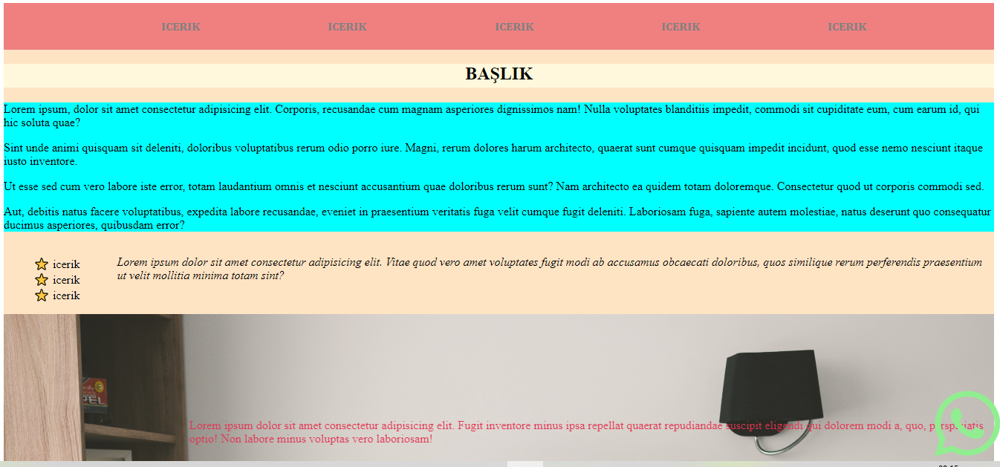 ICERIK ICERIK ICERIK ICERIK ICERIK
BAŞLIK
Lorem ipsum, dolor sit amet consectetur adipisicing elit. Corporis, recusandae cum magnam asperiores dignissimos nam! Nulla voluptates blanditiis impedit, commodi sit cupiditate eum, cum earum id, qui
hic soluta quae?
Sint unde animi quisquam sit deleniti, doloribus voluptatibus rerum odio porro iure. Magni, rerum dolores harum architecto, quaerat sunt cumque quisquam impedit incidunt, quod esse nemo nesciunt itaque
iusto inventore.
Ut esse sed cum vero labore iste error, totam laudantium omnis et nesciunt accusantium quae doloribus rerum sunt? Nam architecto ea quidem totam doloremque. Consectetur quod ut corporis commodi sed.
Aut, debitis natus facere voluptatibus, expedita labore recusandae, eveniet in praesentium veritatis fuga velit cumque fugit deleniti. Laboriosam fuga, sapiente autem molestiae, natus deserunt quo consequatur
ducimus asperiores, quibusdam error?
icerik
icerik
icerik
Lorem ipsum dolor sit amet consectetur adipisicing elit. Vitae quod vero amet voluptates fugit modi ab accusamus obcaecati doloribus, quos similique rerum perferendis praesentium
ut velit mollitia minima totam sint?
Lorem ipsum dolor sit amet consectetur adipisicing elit. Fugit inventore minus ipsa repellat quaerat repudiandae suscipit eligendi qui dolorem modi a, quo, perspiciatis
optio! Non labore minus voluptas vero laboriosam!